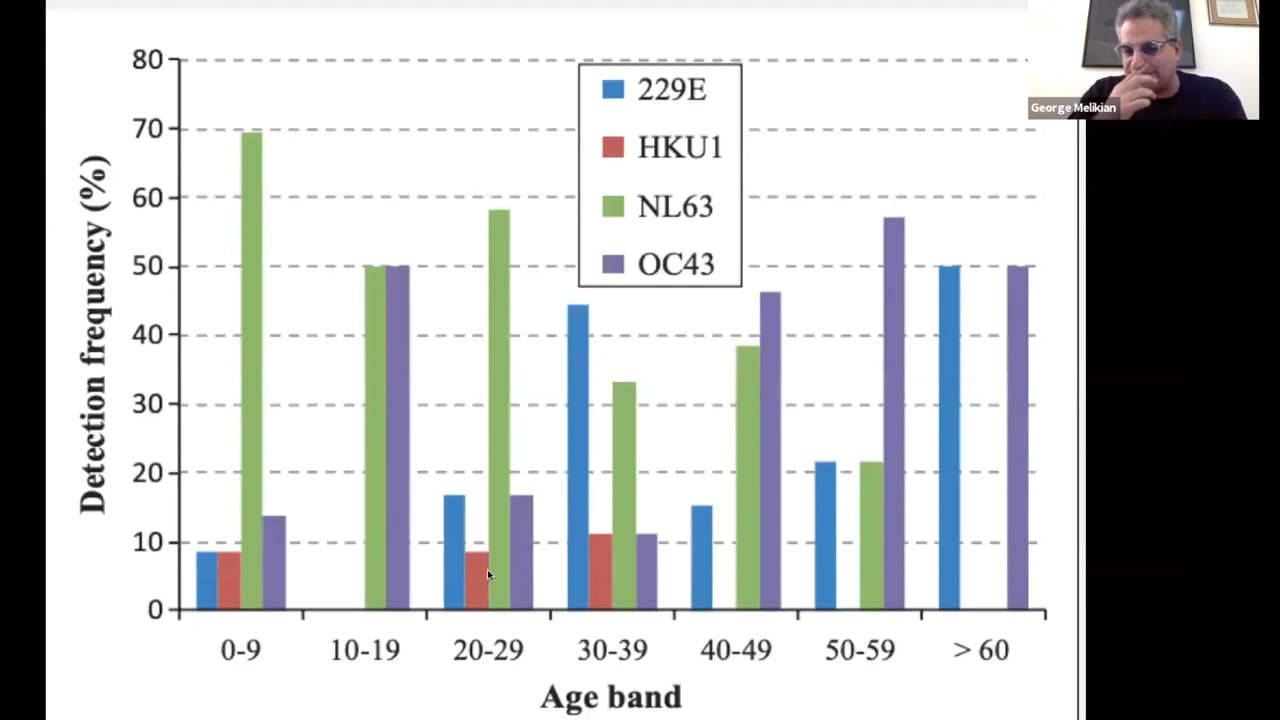 George Melikian
80
70
60
50
40
30
20
10
0
Detection frequency (%)
229E
HKU1
NL63
OC43
0-9 10-19 20-29 30-39 40-49 50-59 > 60
Age band